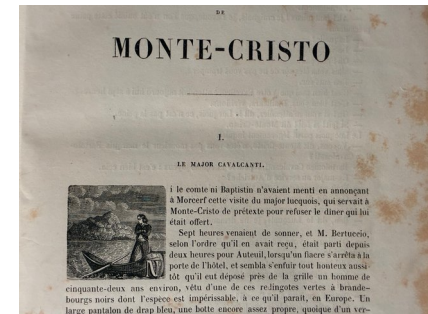 DE
MONTE-CRISTO
I.
LE MAJOR CAVALCANTI.
i le comte ni Baptistin n'avaient menti en annonçant
à Morcerf cette visite du major lucquois, qui servait à
Monte-Cristo de prétexte pour refuser le dîner qui lui
était offert.
Sept heures venaient de sonner, et M. Bertuccio,
selon l'ordre qu'il en avait reçu, était parti depuis
deux heures pour Auteuil, lorsqu'un fiacre s'arrêta à la
porte de l'hôtel, et sembla s'enfuir tout honteux aussi-
tôt qu'il eut déposé près de la grille un homme de
cinquante-deux ans environ, vêtu d'une de ces redingotes vertes à brande-
bourgs noirs dont l'espèce est impérissable, à ce qu'il paraît, en Europe. Un
large pantalon de drap bleu, une botte encore assez propre, quoique d'un ver-